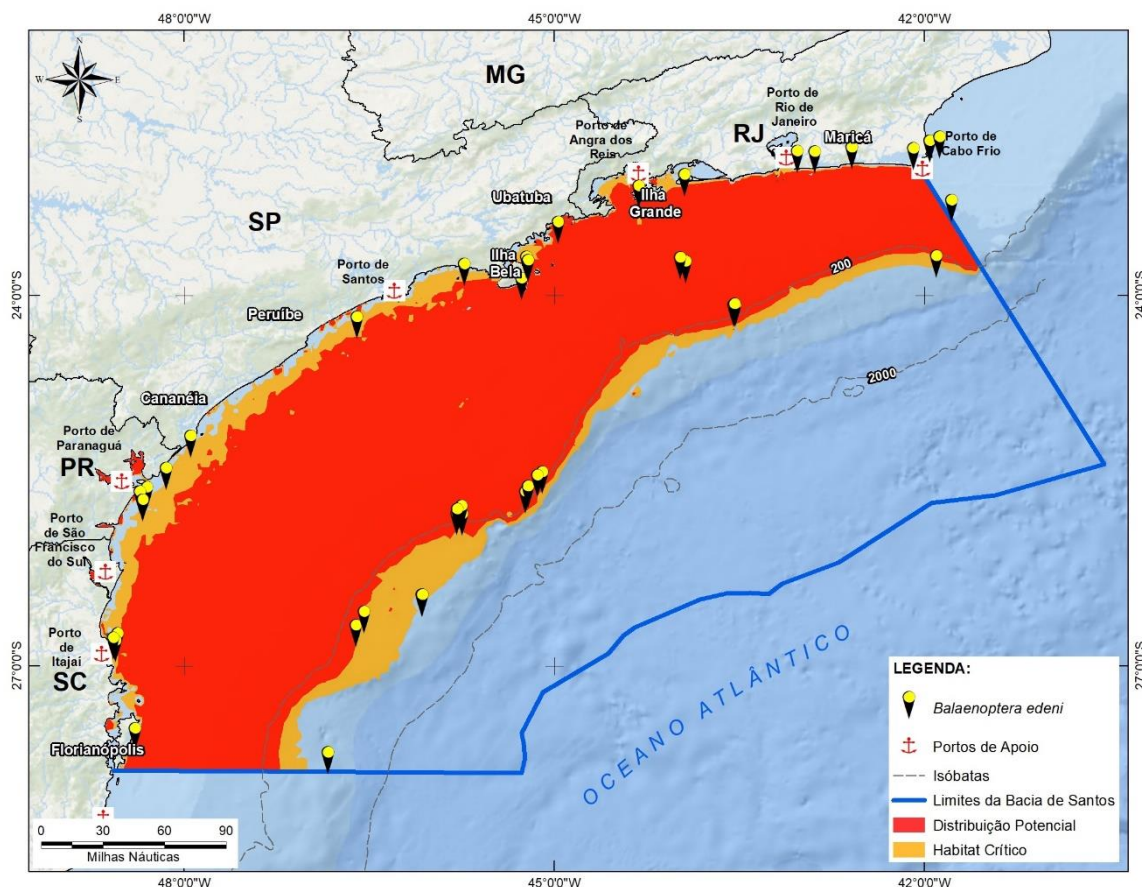 48°0'0"W
45°0'0"W
42°0'0"W
N
W
E
S
MG
Porto de
Rio de
Janeiro
RJ
Maricá
Porto de
Cabo Frio
Porto de
Angra dos
Reis
Ubatuba
Ilha
Grande
SP
Ilha
Bela
Porto de
Santos
200
24°0'0"S
24°0'0"S
Peruíbe
2000
Cananéia
Porto de
Paranaguá
PR
Porto
de São
Francisco
do Sul
Porto
de
Itajaí
27°0'0"S
27°0'0"S
SC
Florianópolis
OCEANO ATLÂNTICO
LEGENDA:
Balaenoptera edeni
Portos de Apoio
Isóbatas
Limites da Bacia de Santos
Distribuição Potencial
Habitat Crítico
0 30 60 90
Milhas Náuticas
48°0'0"W
45°0'0"W
42°0'0"W